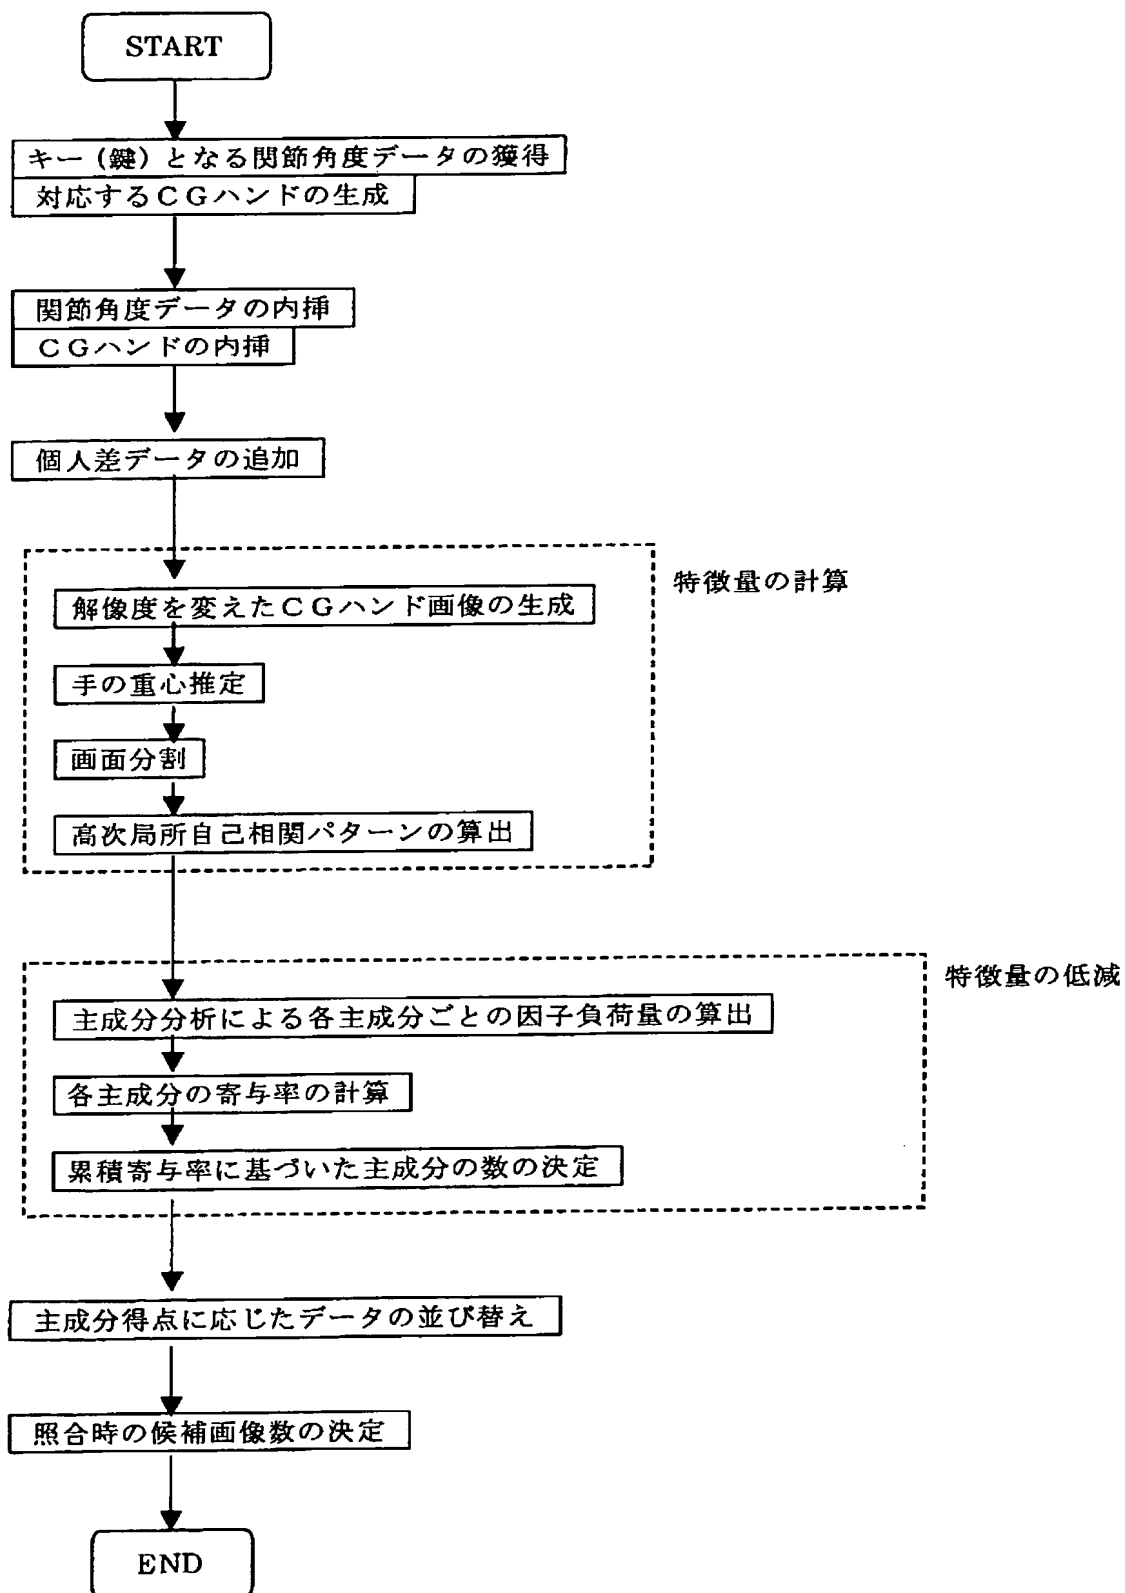 START
キー(鍵)となる関節角度データの獲得
対応するCGハンドの生成
関節角度データの内挿
CGハンドの内挿
個人差データの追加
特徴量の計算
解像度を変えたCGハンド画像の生成
手の重心推定
画面分割
高次局所自己相関パターンの算出
特徴量の低減
主成分分析による各主成分ごとの因子負荷量の算出
各主成分の寄与率の計算
累積寄与率に基づいた主成分の数の決定
主成分得点に応じたデータの並び替え
照合時の候補画像数の決定
END